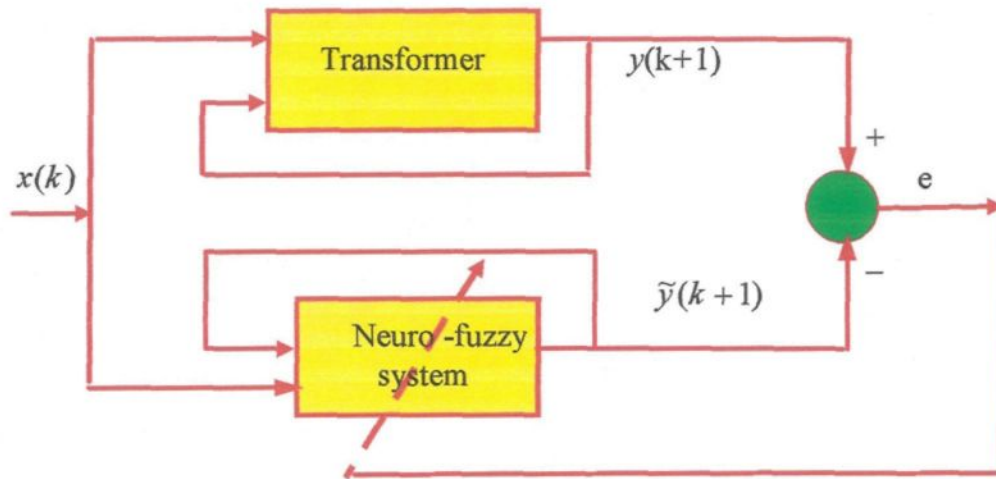 Transformer
y(k+1)
+
x(k)
e
−
ỹ(k + 1)
Neuro -fuzzy
system